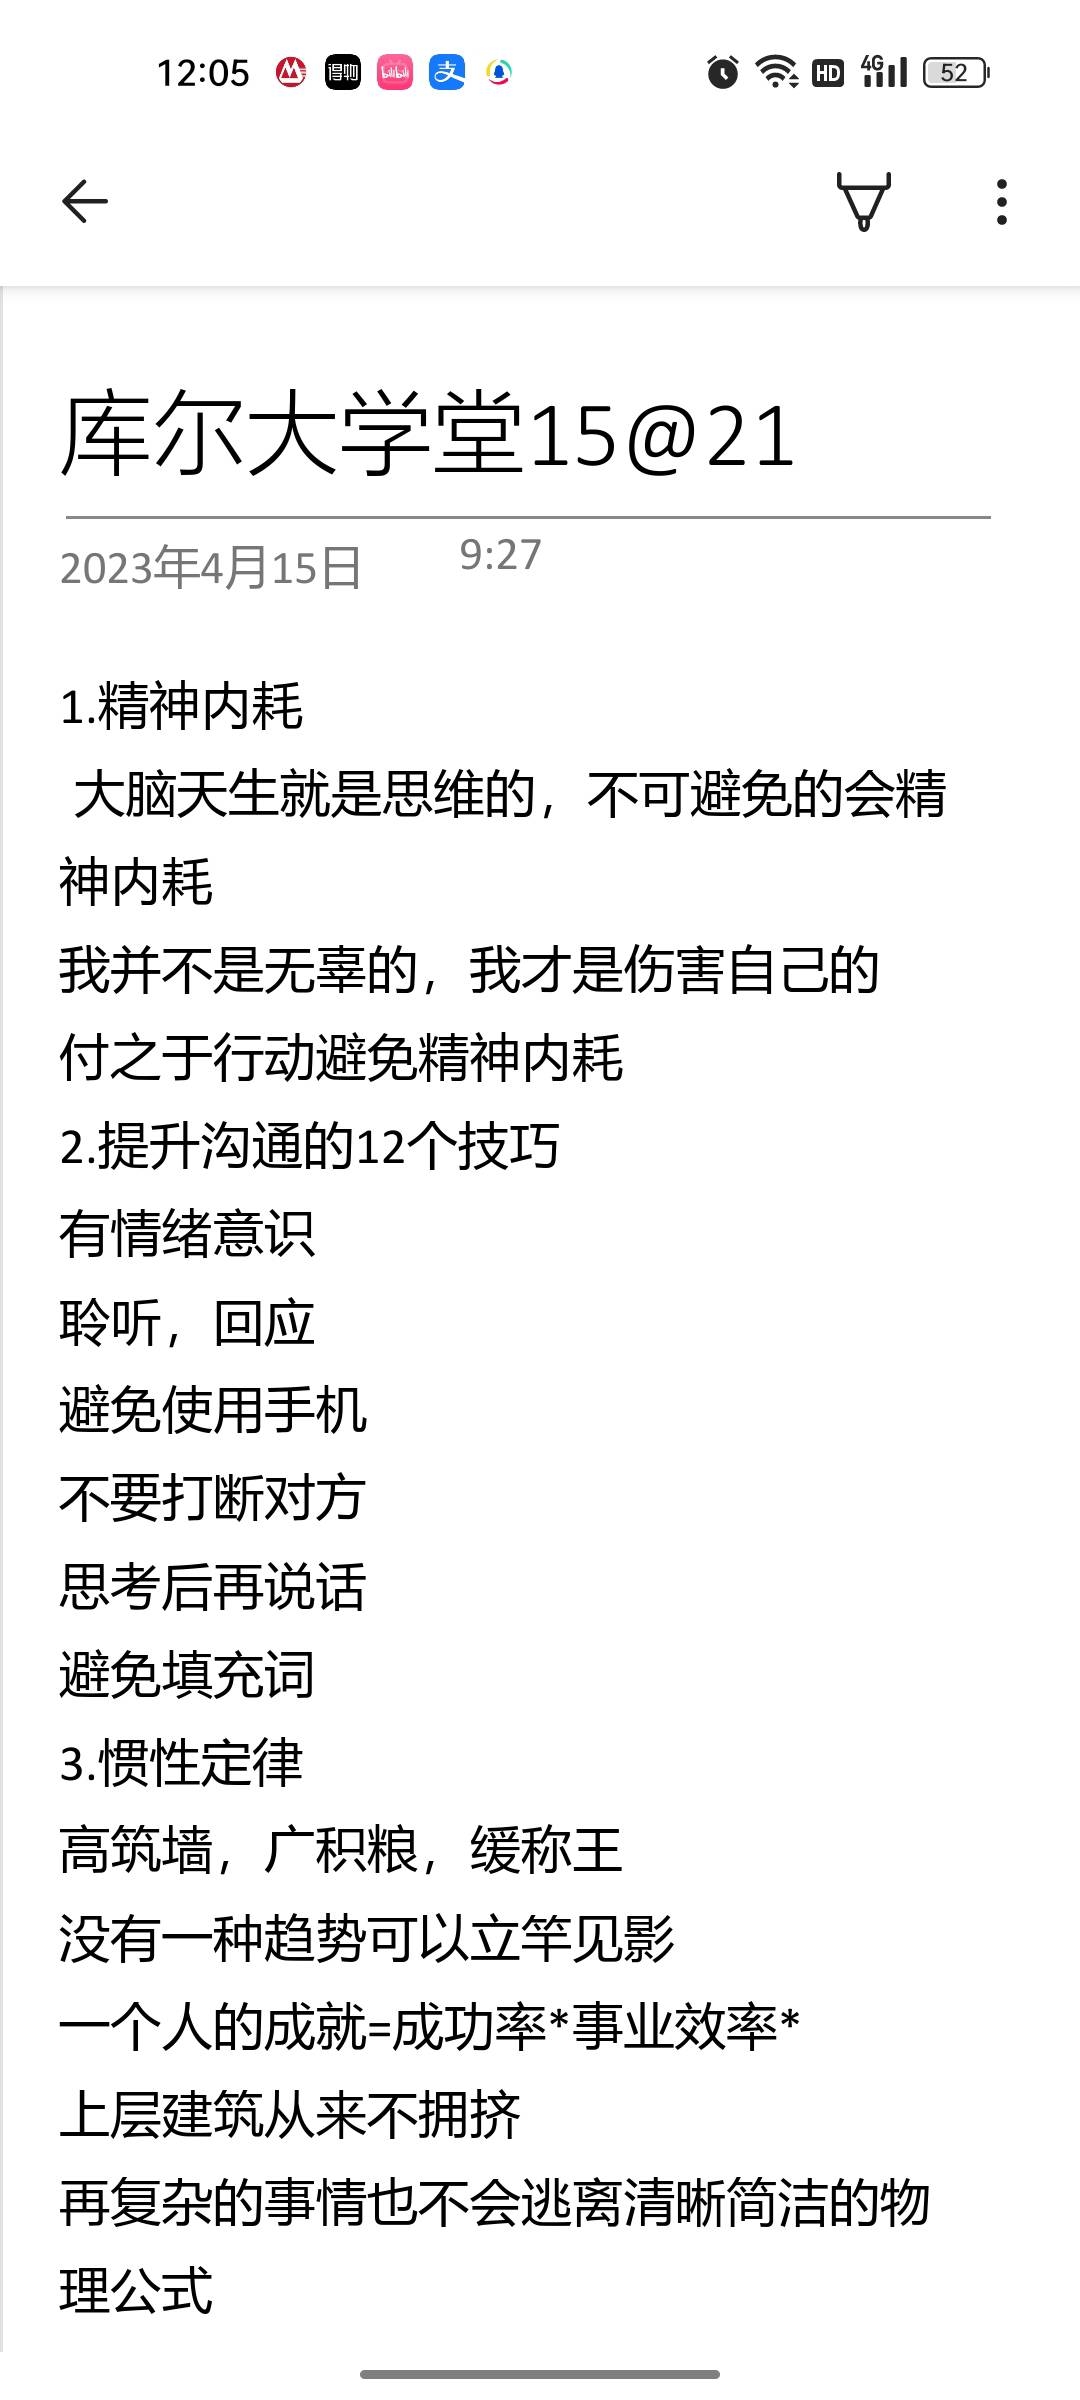 12:05
得物
bilibili
支
HD
4G
52
库尔大学堂15@21
2023年4月15日 9:27
1.精神内耗
大脑天生就是思维的，不可避免的会精
神内耗
我并不是无辜的，我才是伤害自己的
付之于行动避免精神内耗
2.提升沟通的12个技巧
有情绪意识
聆听，回应
避免使用手机
不要打断对方
思考后再说话
避免填充词
3.惯性定律
高筑墙，广积粮，缓称王
没有一种趋势可以立竿见影
一个人的成就=成功率*事业效率*
上层建筑从来不拥挤
再复杂的事情也不会逃离清晰简洁的物
理公式